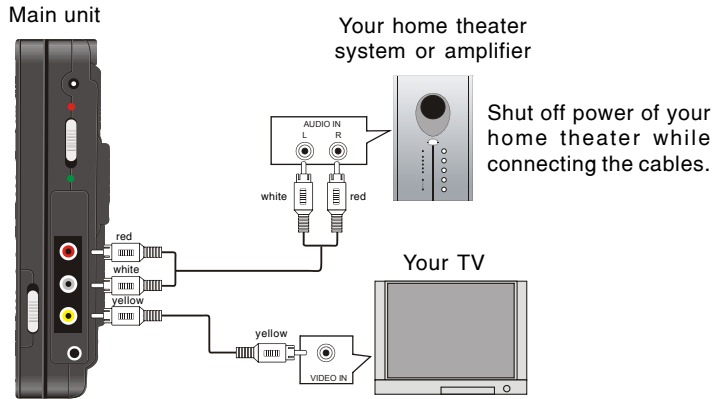 Main unit
Your home theater
system or amplifier
Shut off power of your
home theater while
connecting the cables.
AUDIO IN
L R
white
red
red
white
yellow
Your TV
yellow
VIDEO IN